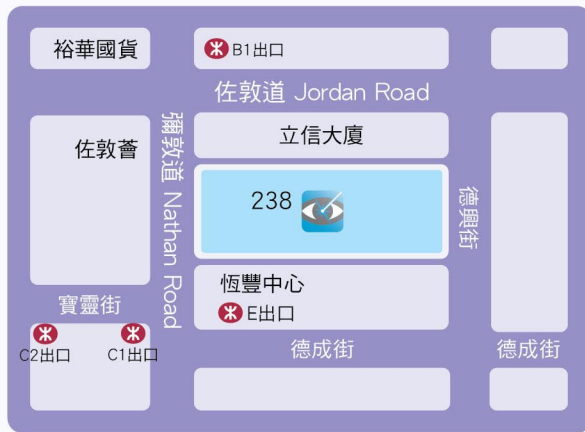 裕華國貨
B1出口
佐敦道 Jordan Road
佐敦薈
彌敦道 Nathan Road
立信大廈
238
德興街
恆豐中心
E出口
寶靈街
C2出口
C1出口
德成街
德成街